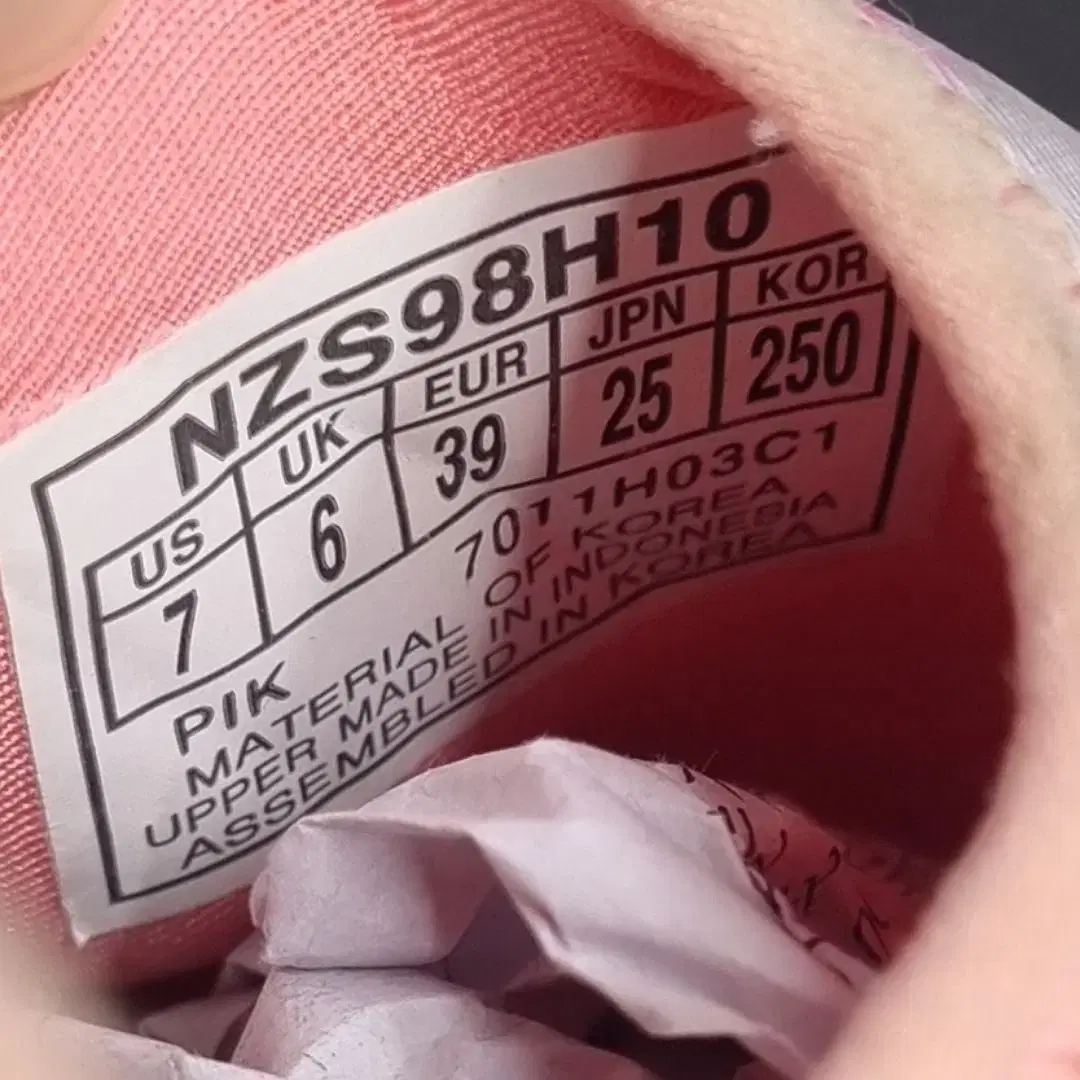 NZS98H10
US UK EUR JPN KOR
7 6 39 25 250
PIK 7011H03C1
MATERIAL OF KOREA
UPPER MADE IN INDONESIA
ASSEMBLED IN KOREA